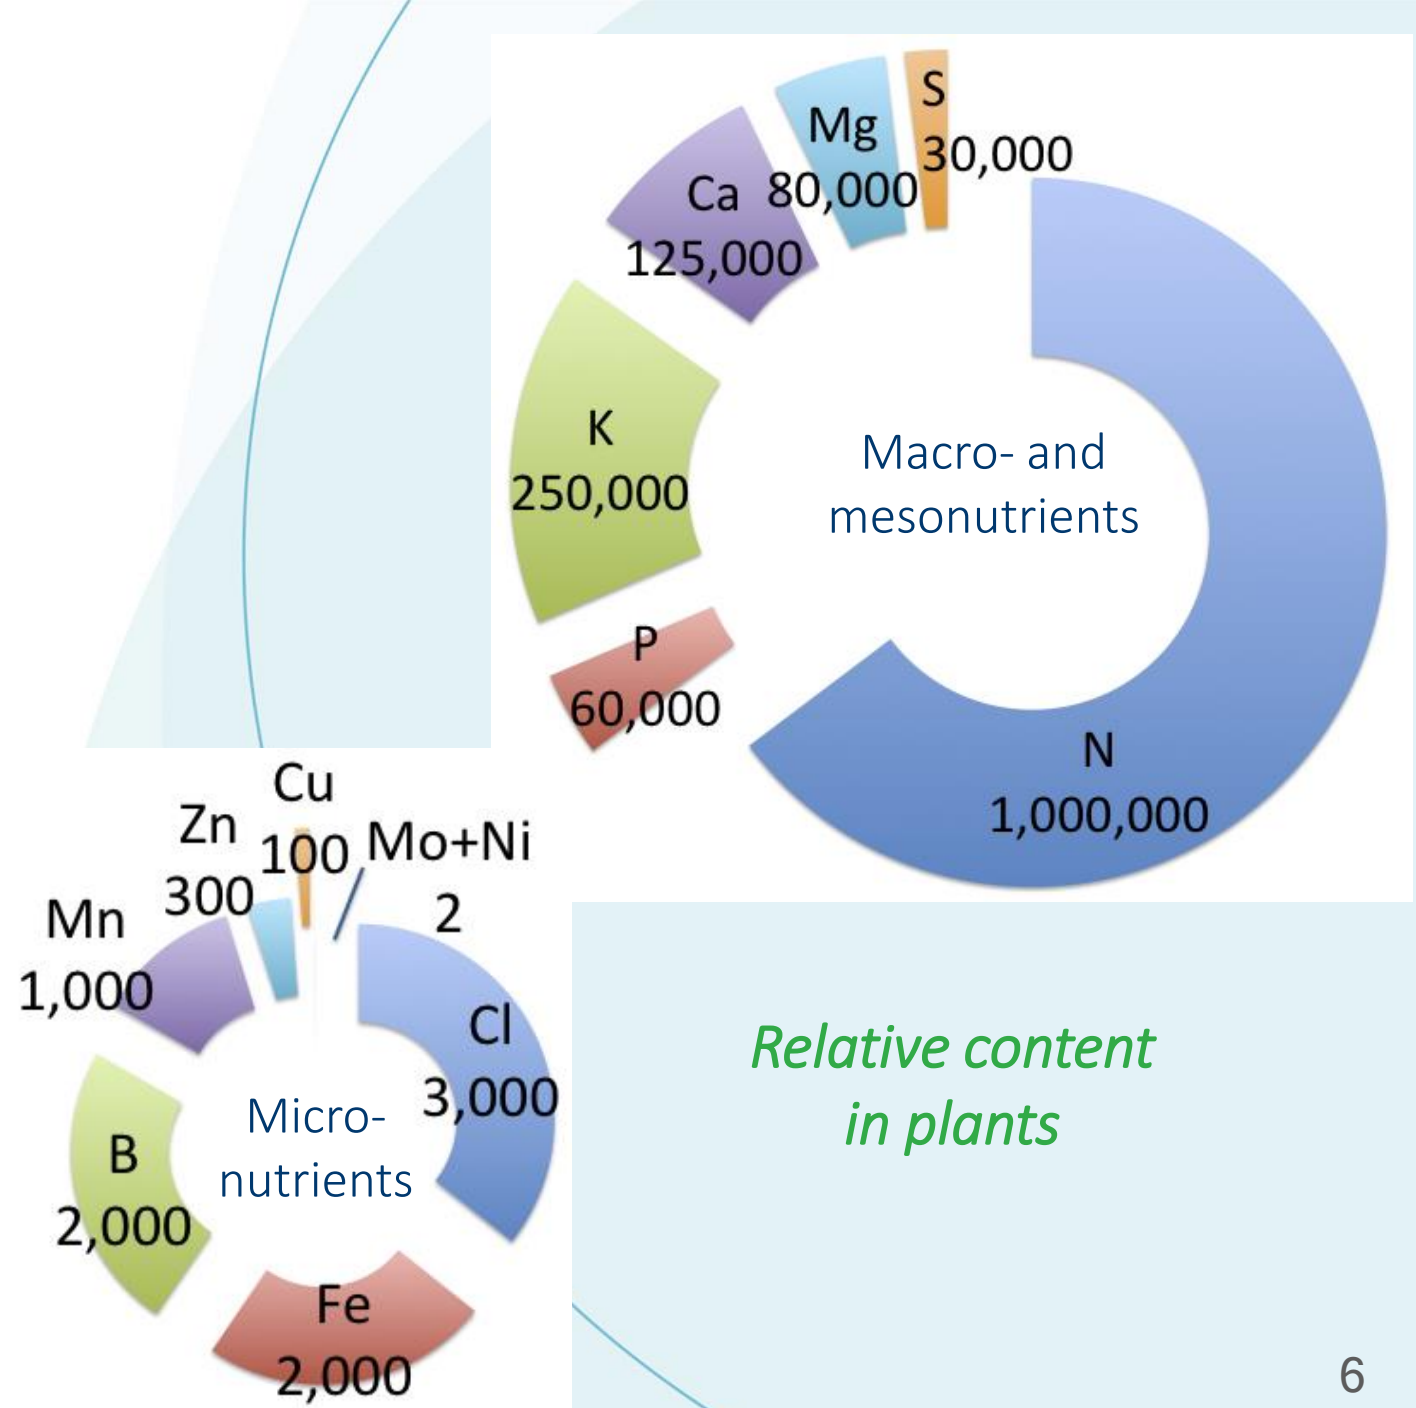 S
30,000
Mg
80,000
Ca
125,000
K
250,000
P
60,000
N
1,000,000
Macro- and
mesonutrients
Cu
100
Zn
300
Mo+Ni
2
Mn
1,000
Cl
3,000
B
2,000
Fe
2,000
Micro-
nutrients
Relative content
in plants
6